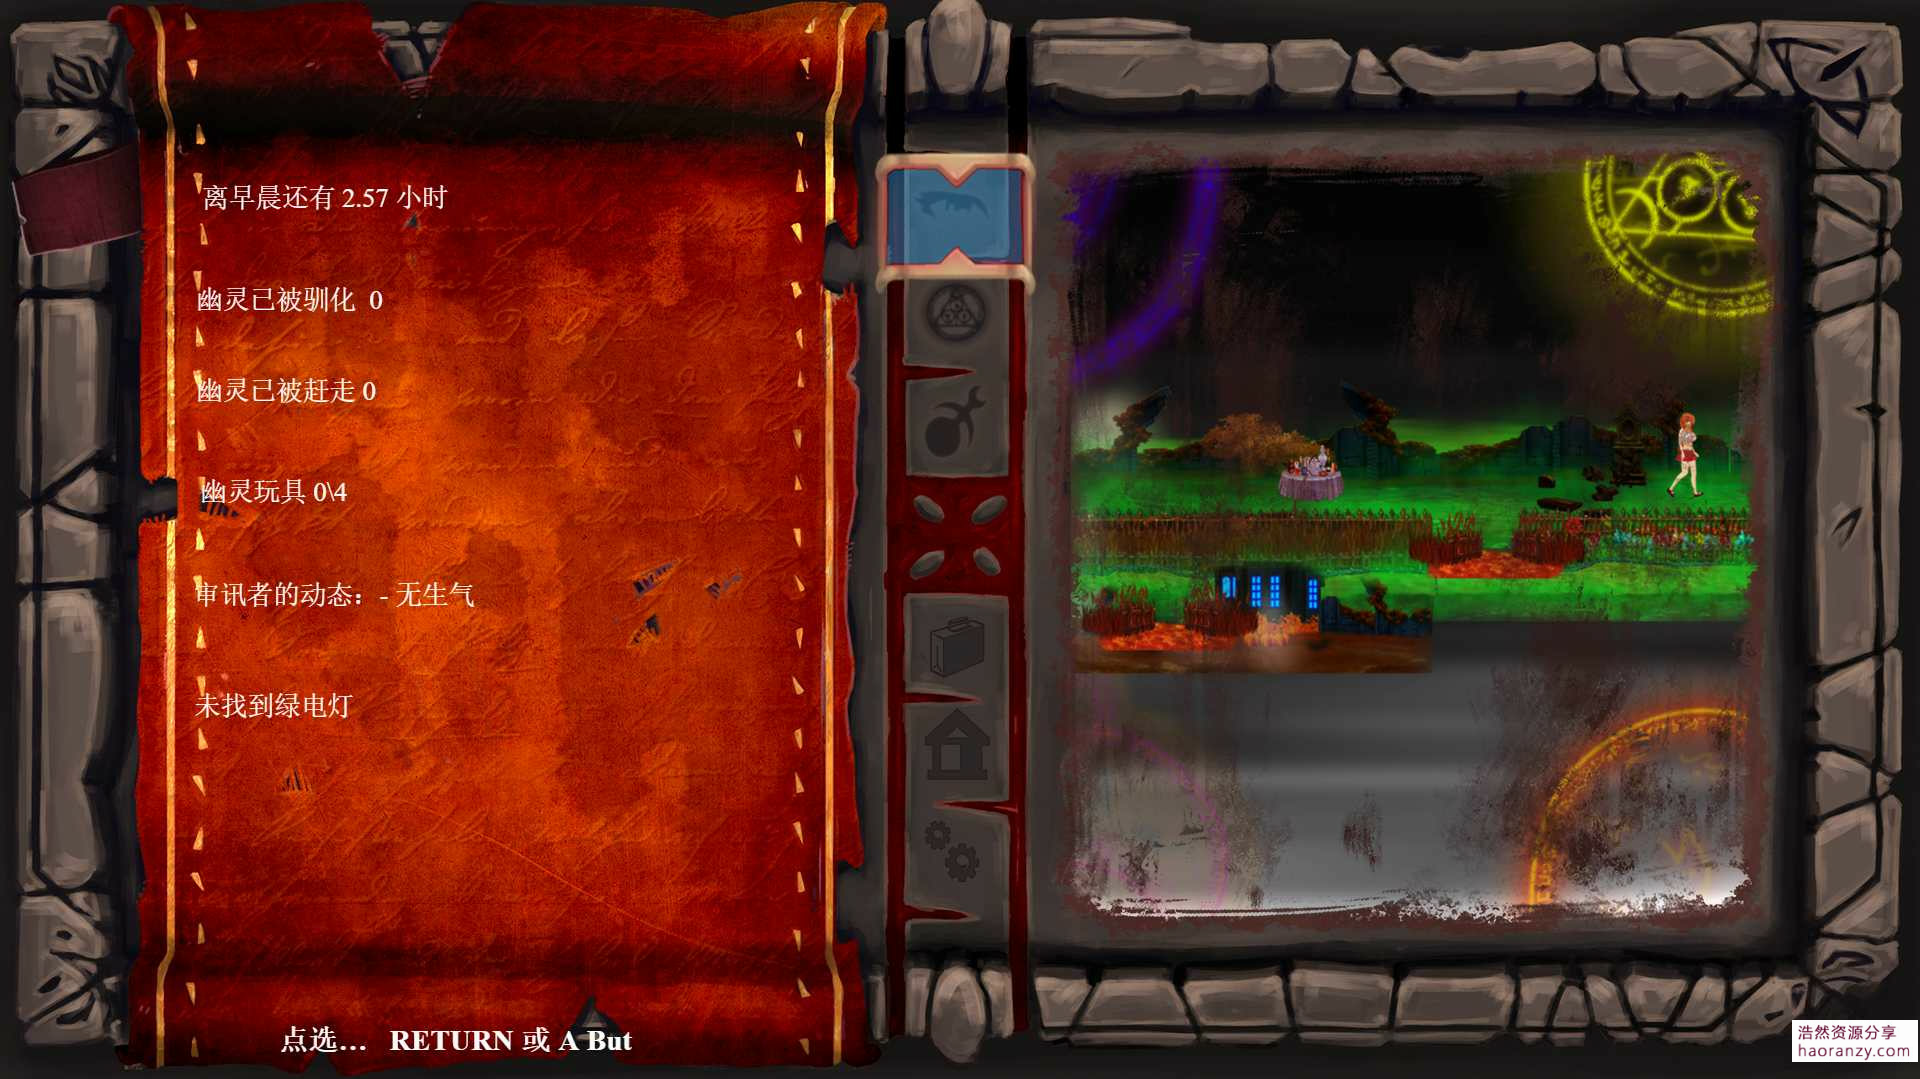 离早晨还有 2.57 小时
幽灵已被驯化 0
幽灵已被赶走 0
幽灵玩具 0\4
审讯者的动态：- 无生气
未找到绿电灯
点选... RETURN 或 A But
浩然资源分享
haoranzy.com